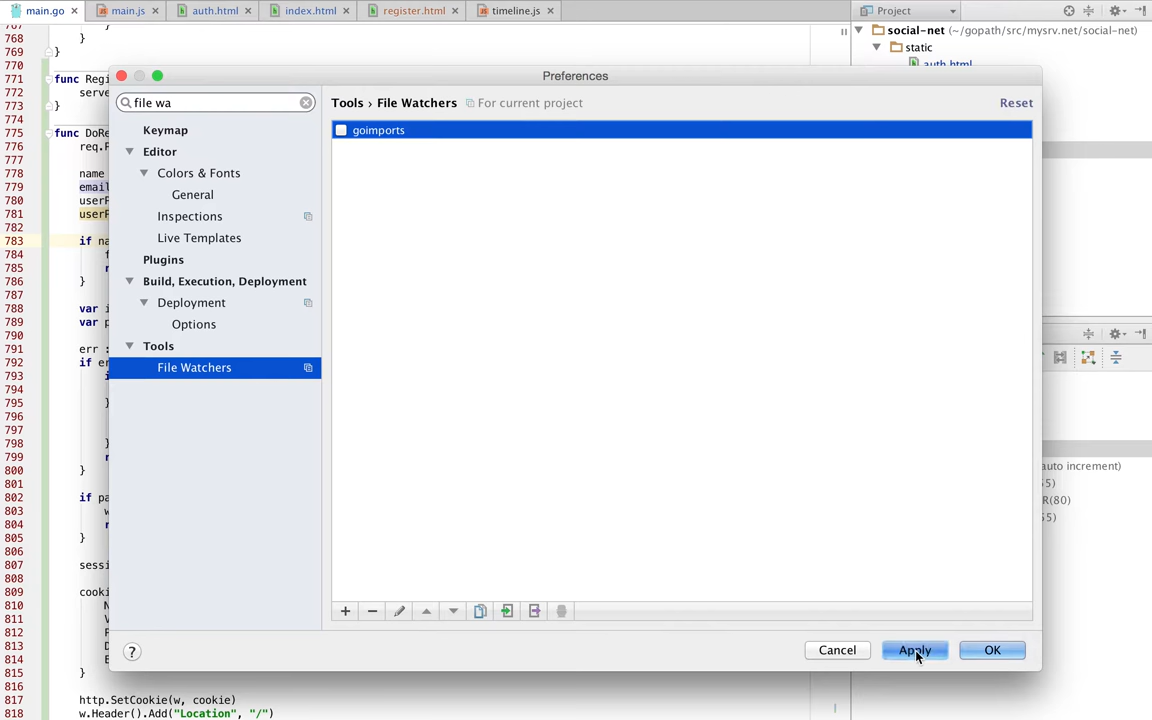 main.go
main.js
auth.html
index.html
register.html
timeline.js
Project
social-net (~/gopath/src/mysrv.net/social-net)
static
auth.html
768 }
769 }
770
771 func Regi
772 serve
773 }
774
775 func DoRe
776 req.P
777
778 name
779 email
780 userP
781 userP
782
783 if na
784 f
785 r
786 }
787
788 var i
789 var p
790
791 err :
792 if er
793 i
794
795 }
796
797
798 }
799 r
800 }
801
802 if pa
803 w
804 r
805 }
806
807 sessi
808
809 cooki
810 N
811 V
812 P
813 D
814 E
815 }
816
817 http.SetCookie(w, cookie)
818 w.Header().Add("Location", "/")
Preferences
file wa
Keymap
Editor
Colors & Fonts
General
Inspections
Live Templates
Plugins
Build, Execution, Deployment
Deployment
Options
Tools
File Watchers
Tools › File Watchers
For current project
Reset
goimports
?
Cancel
Apply
OK
auto increment)
R(80)